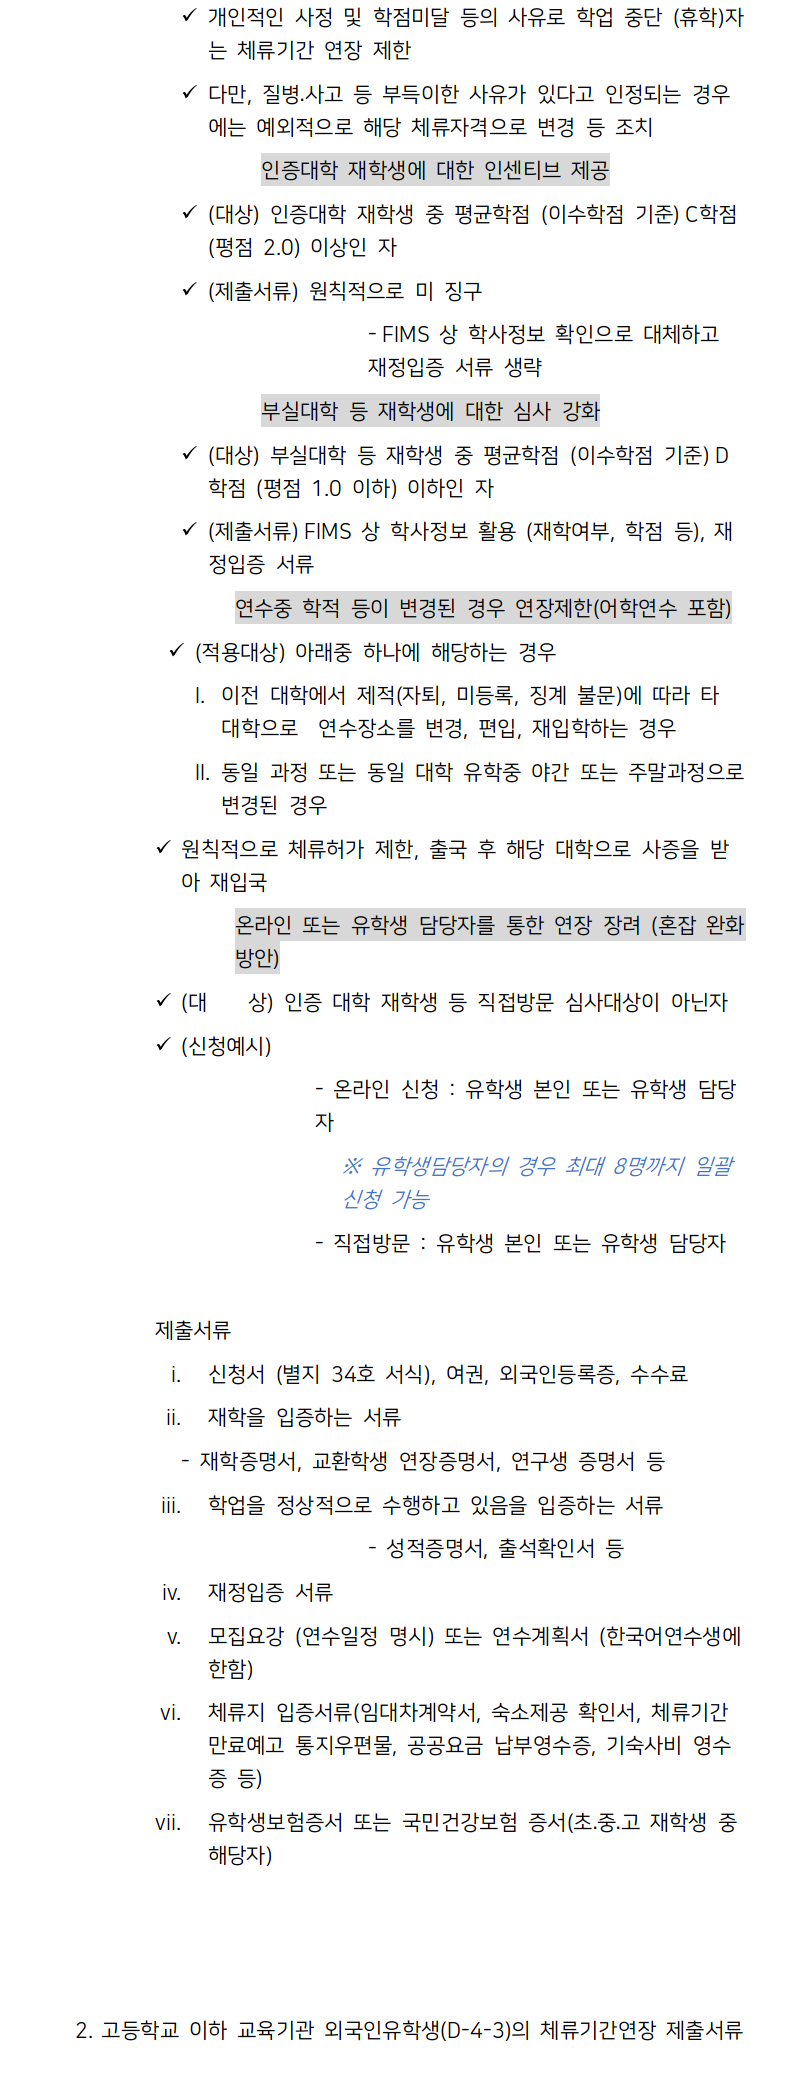 ✓ 개인적인 사정 및 학점미달 등의 사유로 학업 중단 (휴학)자
는 체류기간 연장 제한
✓ 다만, 질병.사고 등 부득이한 사유가 있다고 인정되는 경우
에는 예외적으로 해당 체류자격으로 변경 등 조치
인증대학 재학생에 대한 인센티브 제공
✓ (대상) 인증대학 재학생 중 평균학점 (이수학점 기준) C학점
(평점 2.0) 이상인 자
✓ (제출서류) 원칙적으로 미 징구
- FIMS 상 학사정보 확인으로 대체하고
재정입증 서류 생략
부실대학 등 재학생에 대한 심사 강화
✓ (대상) 부실대학 등 재학생 중 평균학점 (이수학점 기준) D
학점 (평점 1.0 이하) 이하인 자
✓ (제출서류) FIMS 상 학사정보 활용 (재학여부, 학점 등), 재
정입증 서류
연수중 학적 등이 변경된 경우 연장제한(어학연수 포함)
✓ (적용대상) 아래중 하나에 해당하는 경우
I. 이전 대학에서 제적(자퇴, 미등록, 징계 불문)에 따라 타
대학으로 연수장소를 변경, 편입, 재입학하는 경우
II. 동일 과정 또는 동일 대학 유학중 야간 또는 주말과정으로
변경된 경우
✓ 원칙적으로 체류허가 제한, 출국 후 해당 대학으로 사증을 받
아 재입국
온라인 또는 유학생 담당자를 통한 연장 장려 (혼잡 완화
방안)
✓ (대 상) 인증 대학 재학생 등 직접방문 심사대상이 아닌자
✓ (신청예시)
- 온라인 신청 : 유학생 본인 또는 유학생 담당
자
※ 유학생담당자의 경우 최대 8명까지 일괄
신청 가능
- 직접방문 : 유학생 본인 또는 유학생 담당자
제출서류
i. 신청서 (별지 34호 서식), 여권, 외국인등록증, 수수료
ii. 재학을 입증하는 서류
- 재학증명서, 교환학생 연장증명서, 연구생 증명서 등
iii. 학업을 정상적으로 수행하고 있음을 입증하는 서류
- 성적증명서, 출석확인서 등
iv. 재정입증 서류
v. 모집요강 (연수일정 명시) 또는 연수계획서 (한국어연수생에
한함)
vi. 체류지 입증서류(임대차계약서, 숙소제공 확인서, 체류기간
만료예고 통지우편물, 공공요금 납부영수증, 기숙사비 영수
증 등)
vii. 유학생보험증서 또는 국민건강보험 증서(초.중.고 재학생 중
해당자)
2. 고등학교 이하 교육기관 외국인유학생(D-4-3)의 체류기간연장 제출서류